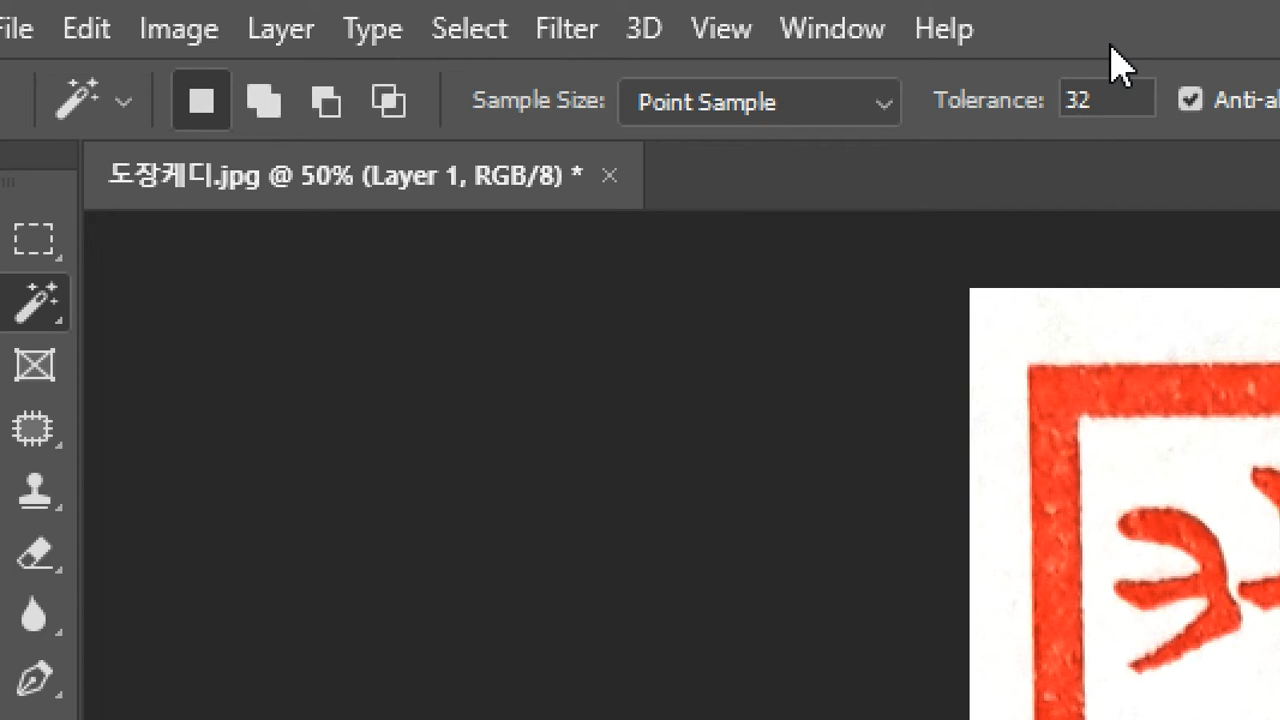 File Edit Image Layer Type Select Filter 3D View Window Help
Sample Size: Point Sample Tolerance: 32 Anti-al
도장케디.jpg @ 50% (Layer 1, RGB/8) *